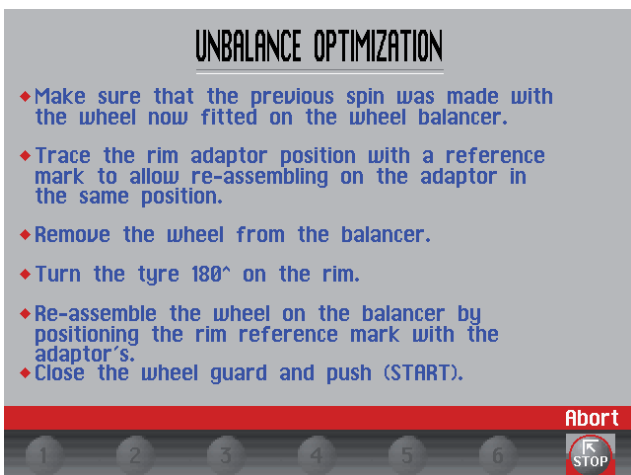 UNBALANCE OPTIMIZATION
◆Make sure that the previous spin was made with
the wheel now fitted on the wheel balancer.
◆Trace the rim adaptor position with a reference
mark to allow re-assembling on the adaptor in
the same position.
◆Remove the wheel from the balancer.
◆Turn the tyre 180^ on the rim.
◆Re-assemble the wheel on the balancer by
positioning the rim reference mark with the
adaptor's.
◆Close the wheel guard and push (START).
Abort
1 2 3 4 5 6 STOP